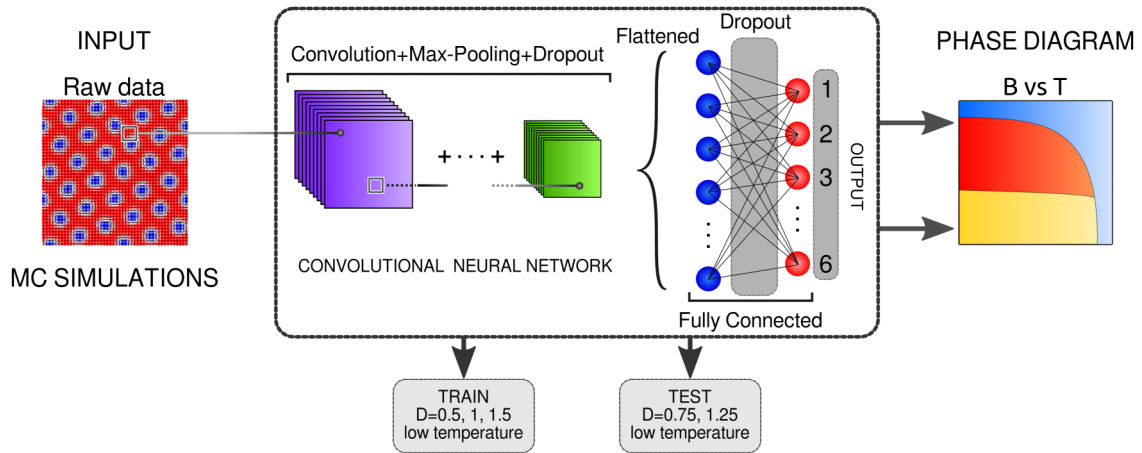 INPUT
Raw data
MC SIMULATIONS
Convolution+Max-Pooling+Dropout
+ · · · · +
CONVOLUTIONAL NEURAL NETWORK
Flattened
Dropout
1
2
3
6
OUTPUT
Fully Connected
PHASE DIAGRAM
B vs T
TRAIN
D=0.5, 1, 1.5
low temperature
TEST
D=0.75, 1.25
low temperature